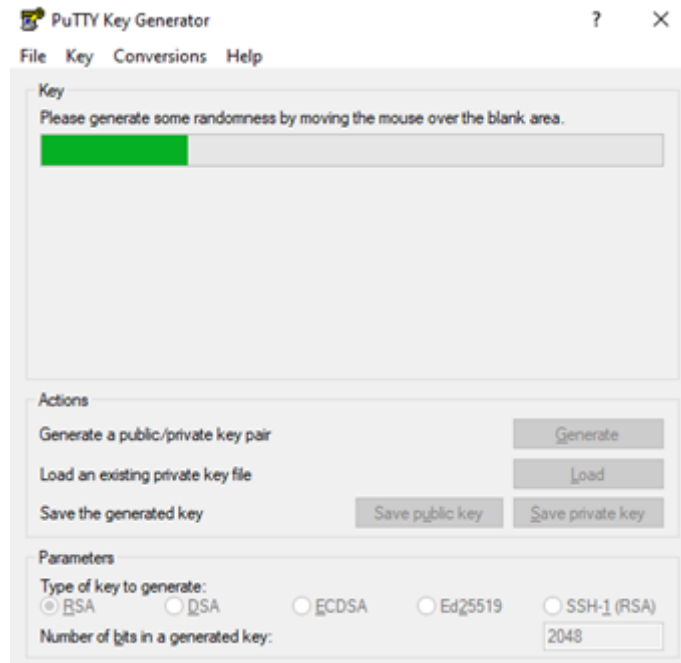 PuTTY Key Generator ?
File Key Conversions Help
Key
Please generate some randomness by moving the mouse over the blank area.
Actions
Generate a public/private key pair Generate
Load an existing private key file Load
Save the generated key Save public key Save private key
Parameters
Type of key to generate:
RSA DSA ECDSA Ed25519 SSH-1 (RSA)
Number of bits in a generated key: 2048